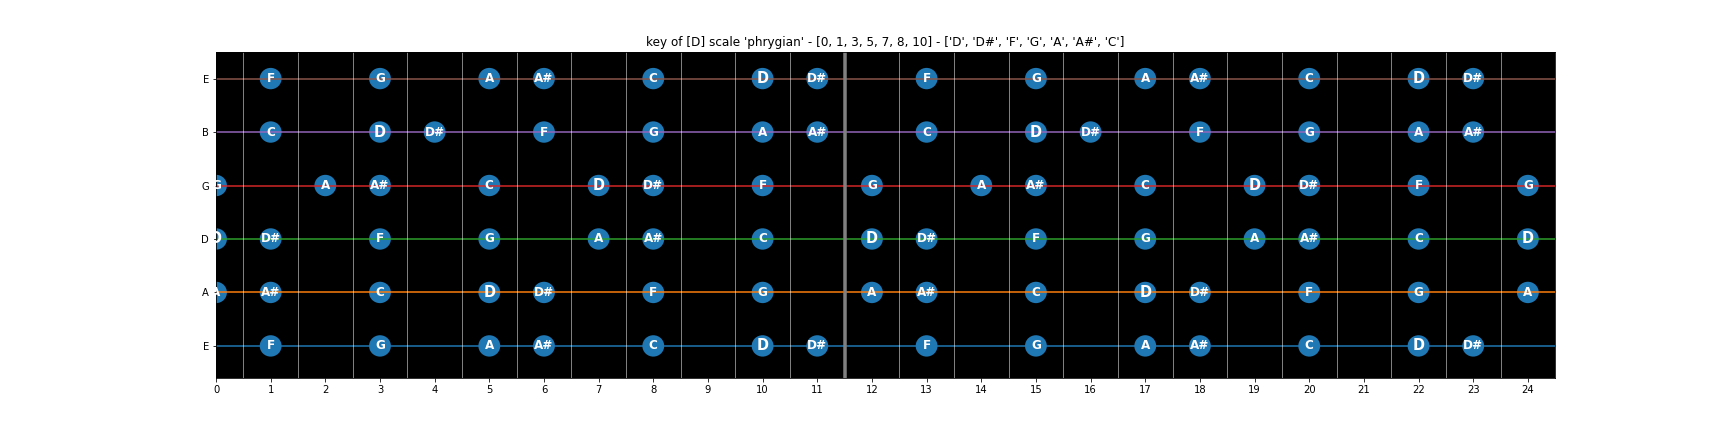 key of [D] scale 'phrygian' - [0, 1, 3, 5, 7, 8, 10] - ['D', 'D#', 'F', 'G', 'A', 'A#', 'C']
E F G A A# C D D# F G A A# C D D#
B C D D# F G A A# C D D# F G A A#
G G A A# C D D# F G A A# C D D# F G
D D D# F G A A# C D D# F G A A# C D
A A A# C D D# F G A A# C D D# F G A
E F G A A# C D D# F G A A# C D D#
0 1 2 3 4 5 6 7 8 9 10 11 12 13 14 15 16 17 18 19 20 21 22 23 24